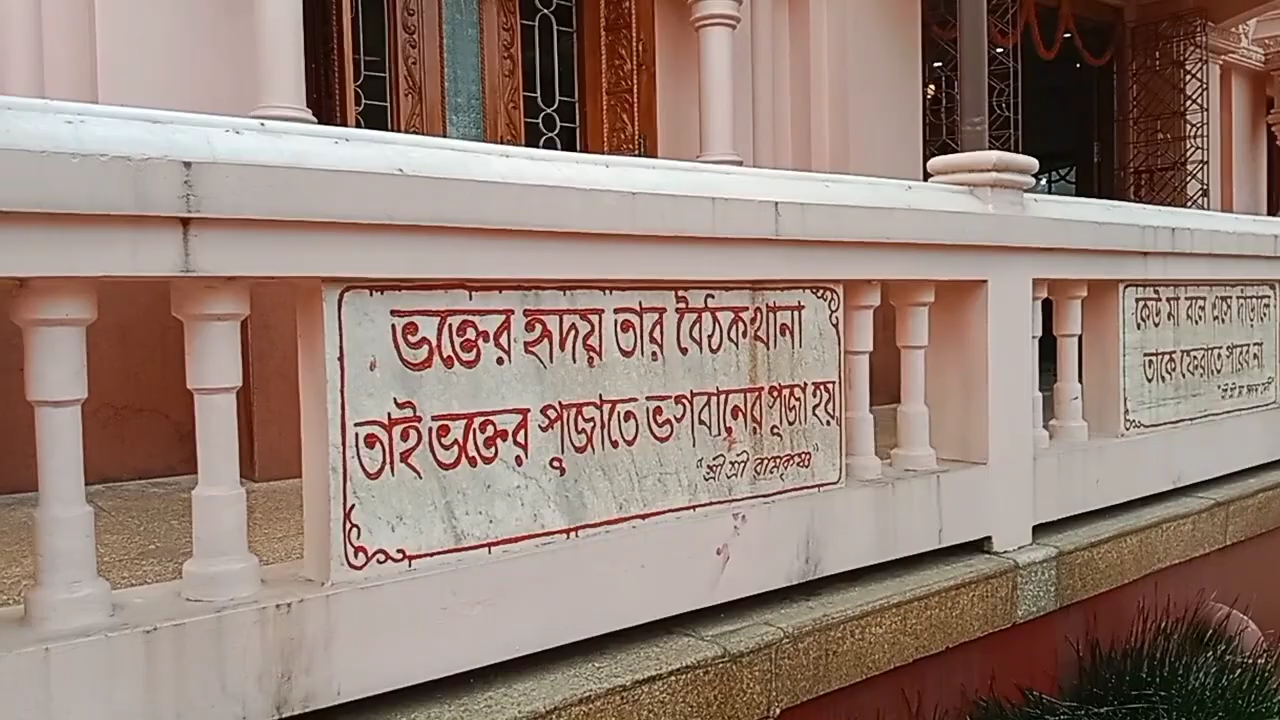 ভক্তের হৃদয় তার বৈঠকখানা
তাই ভক্তের পূজাতে ভগবানের পূজা হয়
"শ্রী শ্রী রামকৃষ্ণ"
কেউ মা বলে এসে দাঁড়ালে
তাকে ফেরাতে পারব না
"শ্রী শ্রী মা